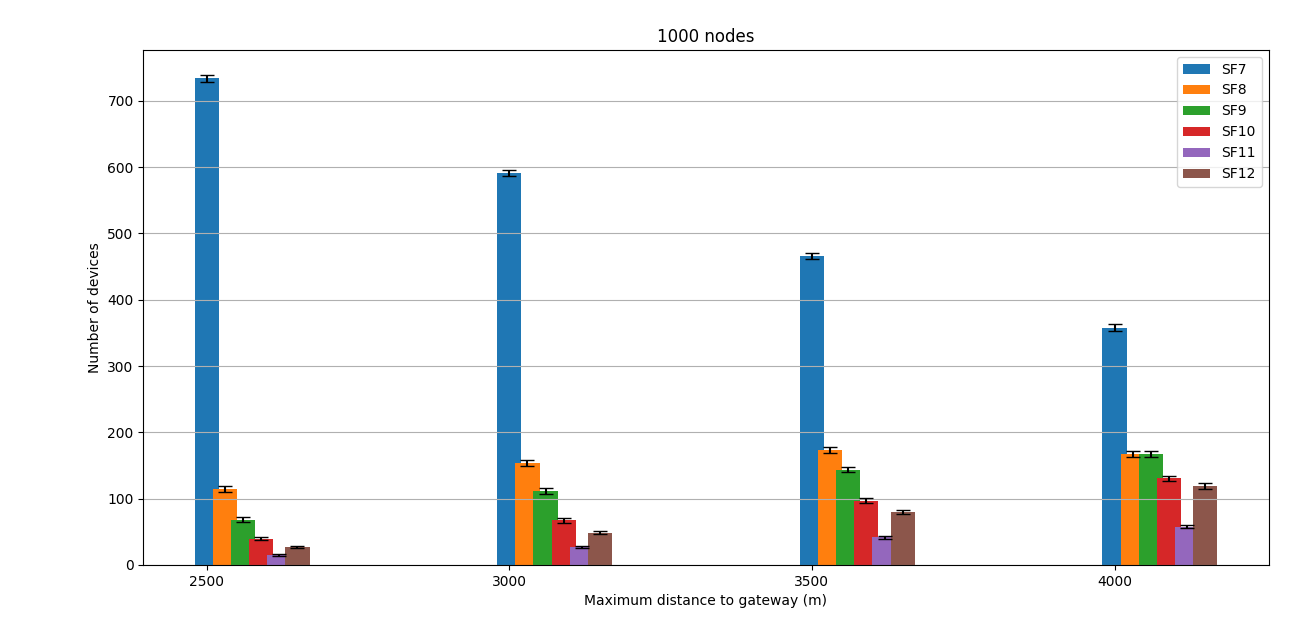 1000 nodes
Number of devices
700
600
500
400
300
200
100
0
2500
3000
3500
4000
Maximum distance to gateway (m)
SF7
SF8
SF9
SF10
SF11
SF12